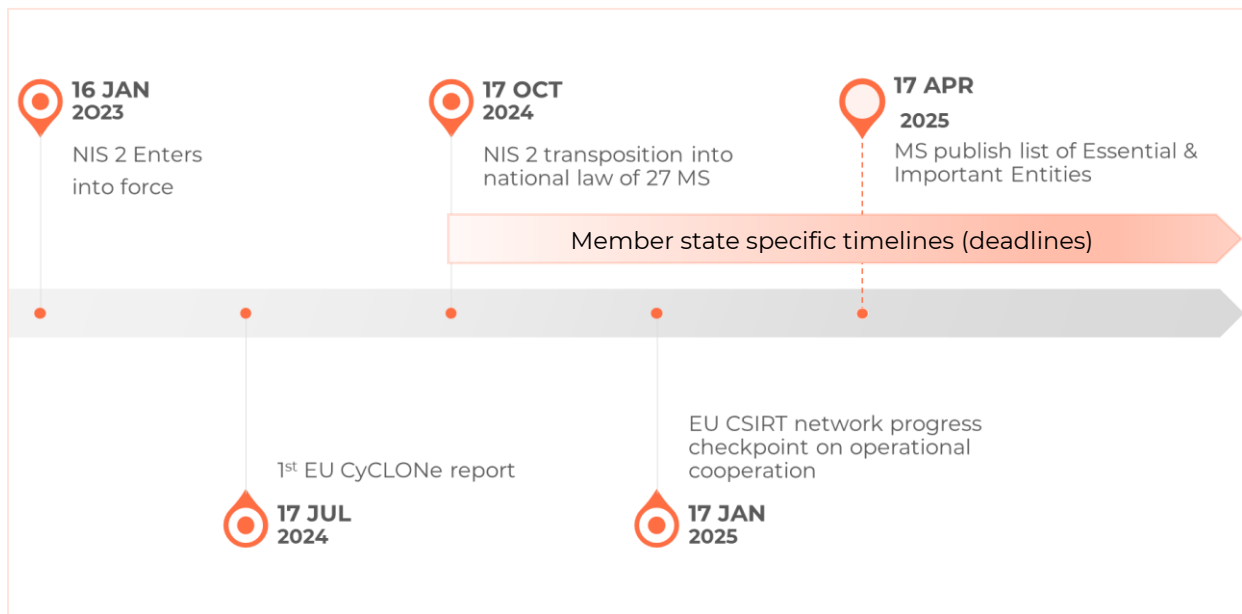 16 JAN
2023
NIS 2 Enters
into force
17 OCT
2024
NIS 2 transposition into
national law of 27 MS
17 APR
2025
MS publish list of Essential &
Important Entities
Member state specific timelines (deadlines)
1st EU CyCLONe report
17 JUL
2024
EU CSIRT network progress
checkpoint on operational
cooperation
17 JAN
2025